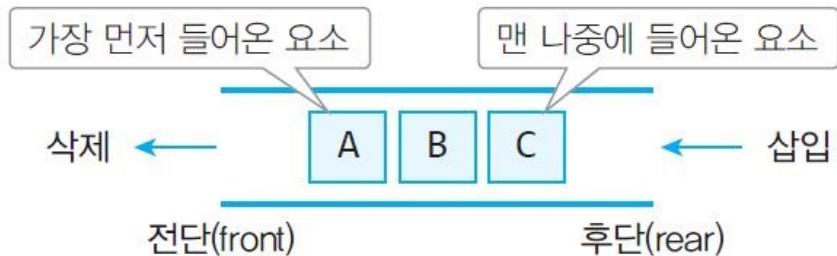 가장 먼저 들어온 요소
맨 나중에 들어온 요소
삭제
A
B
C
삽입
전단(front)
후단(rear)